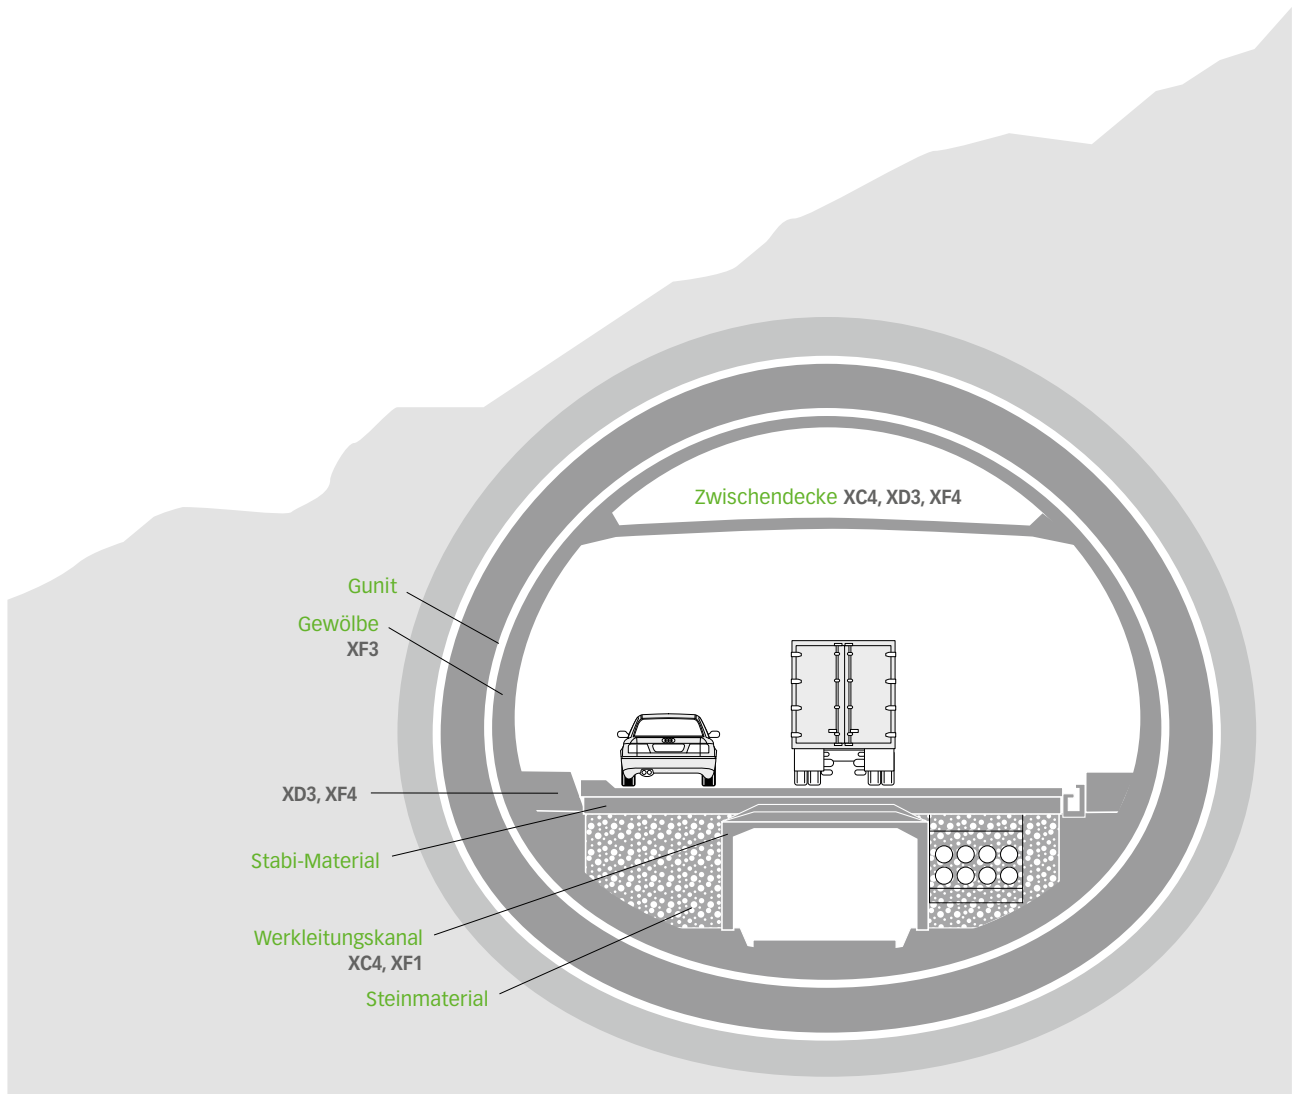 Zwischendecke XC4, XD3, XF4
Gunit
Gewölbe
XF3
XD3, XF4
Stabi-Material
Werkleitungskanal
XC4, XF1
Steinmaterial